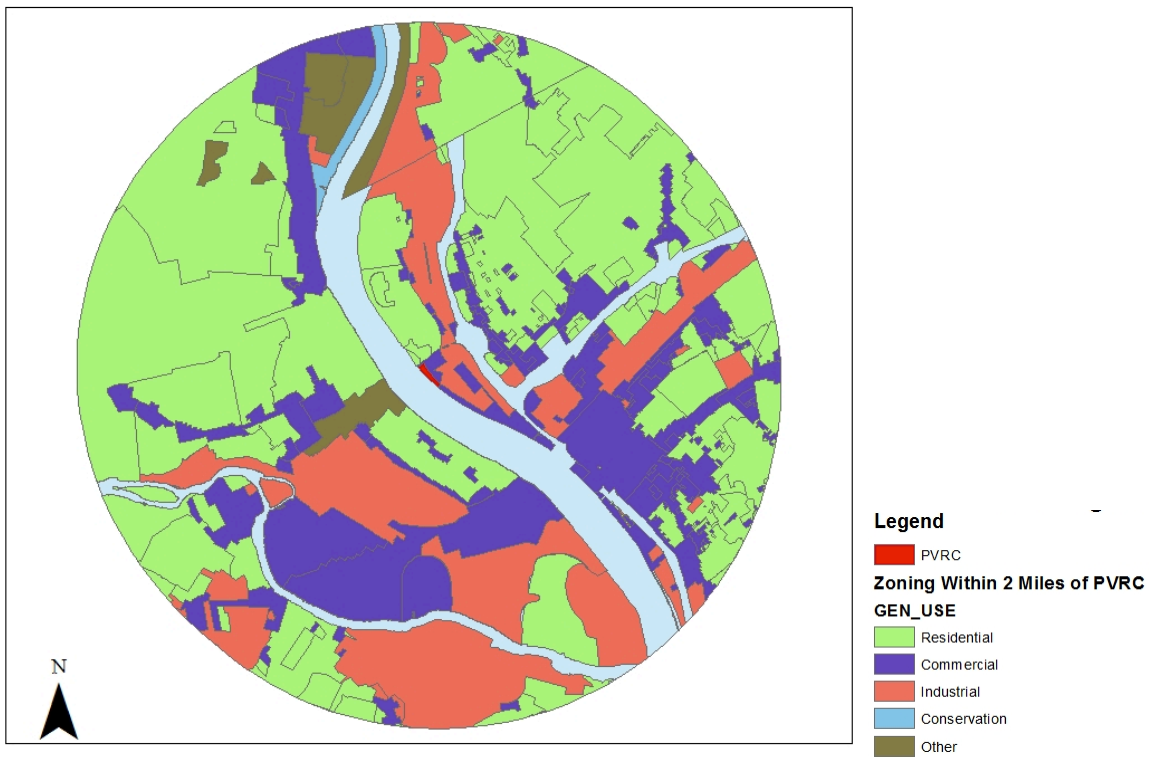 N
Legend
PVRC
Zoning Within 2 Miles of PVRC
GEN_USE
Residential
Commercial
Industrial
Conservation
Other